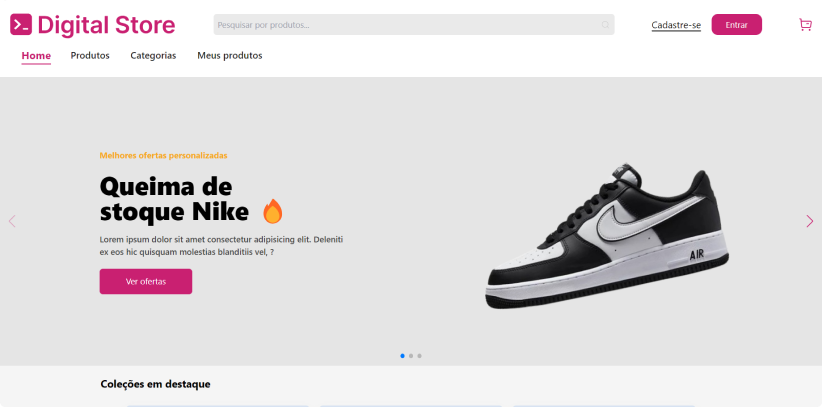 Digital Store
Pesquisar por produtos...
Cadastre-se
Entrar
Home
Produtos
Categorias
Meus produtos
Melhores ofertas personalizadas
Queima de
stoque Nike
Lorem ipsum dolor sit amet consectetur adipisicing elit. Deleniti
ex eos hic quisquam molestias blanditiis vel, ?
Ver ofertas
AIR
Coleções em destaque